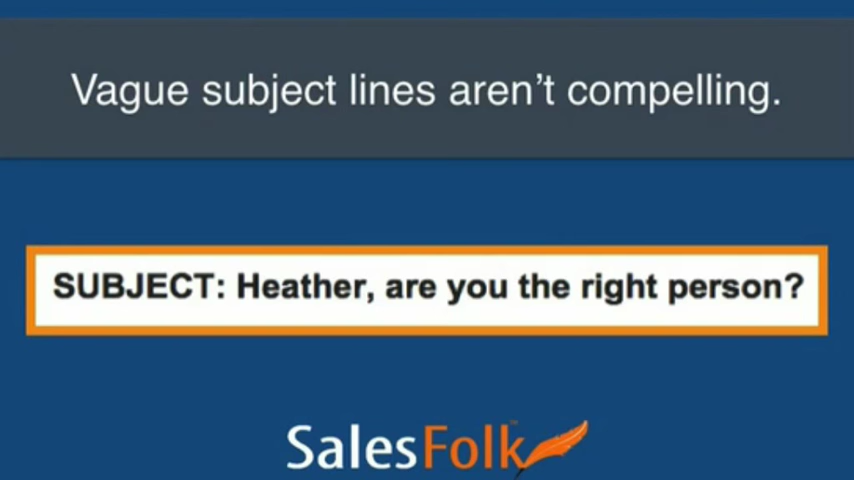 Vague subject lines aren't compelling.
SUBJECT: Heather, are you the right person?
SalesFolk